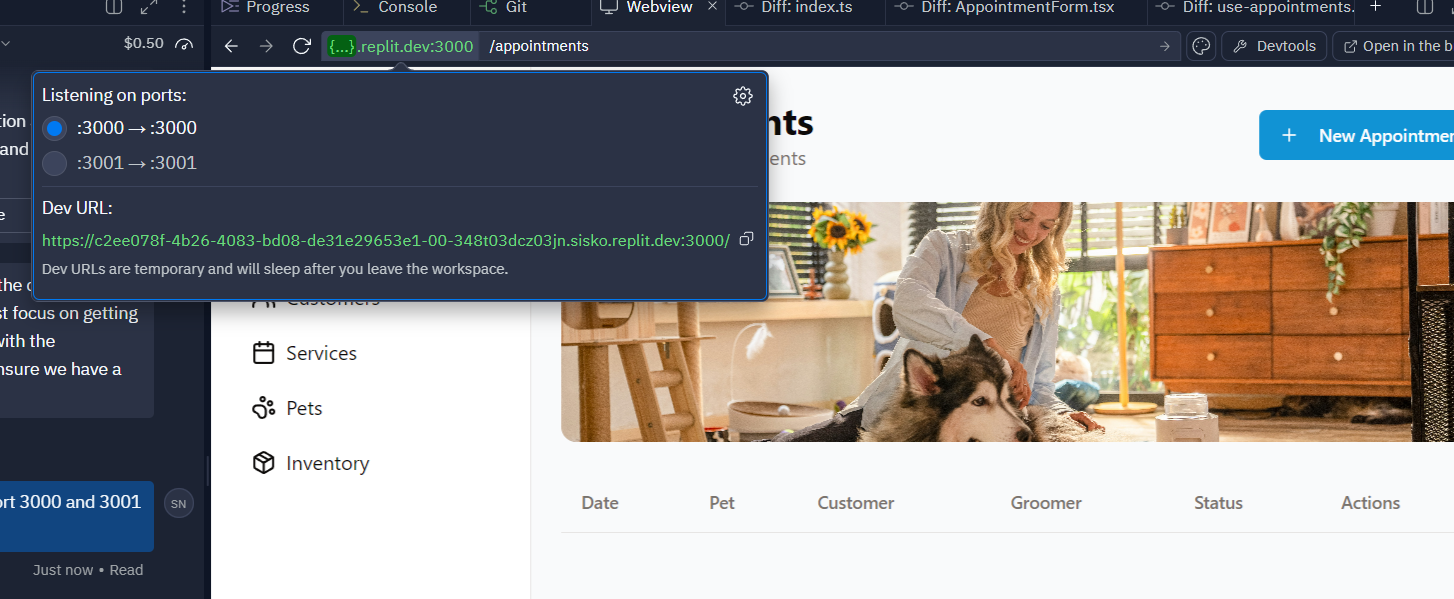 Progress
Console
Git
Webview
Diff: index.ts
Diff: AppointmentForm.tsx
Diff: use-appointments.
$0.50
{...}.replit.dev:3000 /appointments
Devtools
Open in the b
Listening on ports:
:3000 → :3000
:3001 → :3001
Dev URL:
https://c2ee078f-4b26-4083-bd08-de31e29653e1-00-348t03dcz03jn.sisko.replit.dev:3000/
Dev URLs are temporary and will sleep after you leave the workspace.
tion
and
e
the c
st focus on getting
with the
nsure we have a
ort 3000 and 3001
SN
Just now • Read
nts
ents
New Appointmen
Customers
Services
Pets
Inventory
Date Pet Customer Groomer Status Actions